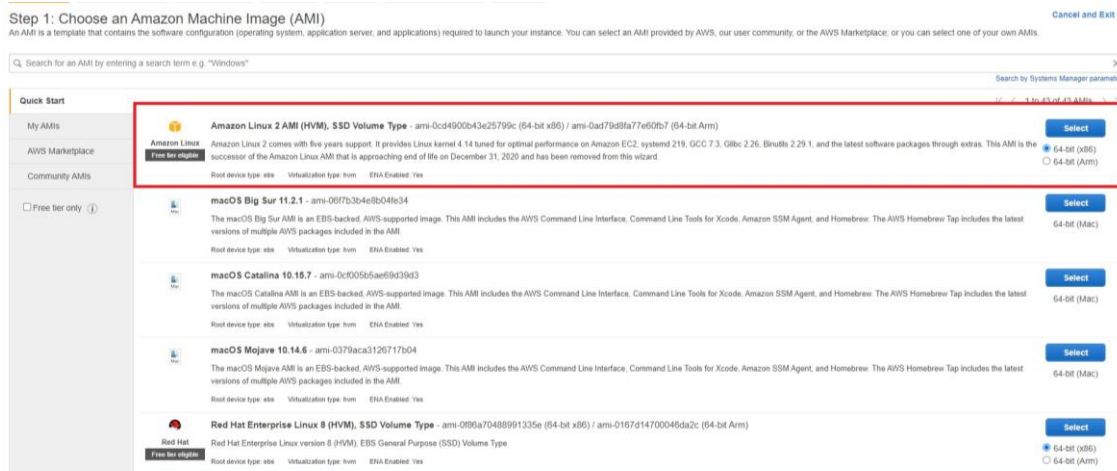 Step 1: Choose an Amazon Machine Image (AMI)
Cancel and Exit
An AMI is a template that contains the software configuration (operating system, application server, and applications) required to launch your instance. You can select an AMI provided by AWS, our user community, or the AWS Marketplace; or you can select one of your own AMIs.
Search for an AMI by entering a search term e.g. "Windows"
Search by Systems Manager paramet
Quick Start
1 to 43 of 43 AMIs
My AMIs
AWS Marketplace
Community AMIs
Free tier only
Amazon Linux
Free tier eligible
Amazon Linux 2 AMI (HVM), SSD Volume Type - ami-0cd4900b43e25799c (64-bit x86) / ami-0ad79d8fa77e60fb7 (64-bit Arm)
Amazon Linux 2 comes with five years support. It provides Linux kernel 4.14 tuned for optimal performance on Amazon EC2, systemd 219, GCC 7.3, Glibc 2.26, Binutils 2.29.1, and the latest software packages through extras. This AMI is the
successor of the Amazon Linux AMI that is approaching end of life on December 31, 2020 and has been removed from this wizard.
Root device type: ebs Virtualization type: hvm ENA Enabled: Yes
Select
64-bit (x86)
64-bit (Arm)
Mac
macOS Big Sur 11.2.1 - ami-06f7b3b4e8b04fe34
The macOS Big Sur AMI is an EBS-backed, AWS-supported image. This AMI includes the AWS Command Line Interface, Command Line Tools for Xcode, Amazon SSM Agent, and Homebrew. The AWS Homebrew Tap includes the latest
versions of multiple AWS packages included in the AMI.
Root device type: ebs Virtualization type: hvm ENA Enabled: Yes
Select
64-bit (Mac)
Mac
macOS Catalina 10.15.7 - ami-0cf005b5ae69d39d3
The macOS Catalina AMI is an EBS-backed, AWS-supported image. This AMI includes the AWS Command Line Interface, Command Line Tools for Xcode, Amazon SSM Agent, and Homebrew. The AWS Homebrew Tap includes the latest
versions of multiple AWS packages included in the AMI.
Root device type: ebs Virtualization type: hvm ENA Enabled: Yes
Select
64-bit (Mac)
Mac
macOS Mojave 10.14.6 - ami-0379aca3126717b04
The macOS Mojave AMI is an EBS-backed, AWS-supported image. This AMI includes the AWS Command Line Interface, Command Line Tools for Xcode, Amazon SSM Agent, and Homebrew. The AWS Homebrew Tap includes the latest
versions of multiple AWS packages included in the AMI.
Root device type: ebs Virtualization type: hvm ENA Enabled: Yes
Select
64-bit (Mac)
Red Hat
Free tier eligible
Red Hat Enterprise Linux 8 (HVM), SSD Volume Type - ami-0f86a70488991335e (64-bit x86) / ami-0167d14700046da2c (64-bit Arm)
Red Hat Enterprise Linux version 8 (HVM), EBS General Purpose (SSD) Volume Type
Root device type: ebs Virtualization type: hvm ENA Enabled: Yes
Select
64-bit (x86)
64-bit (Arm)